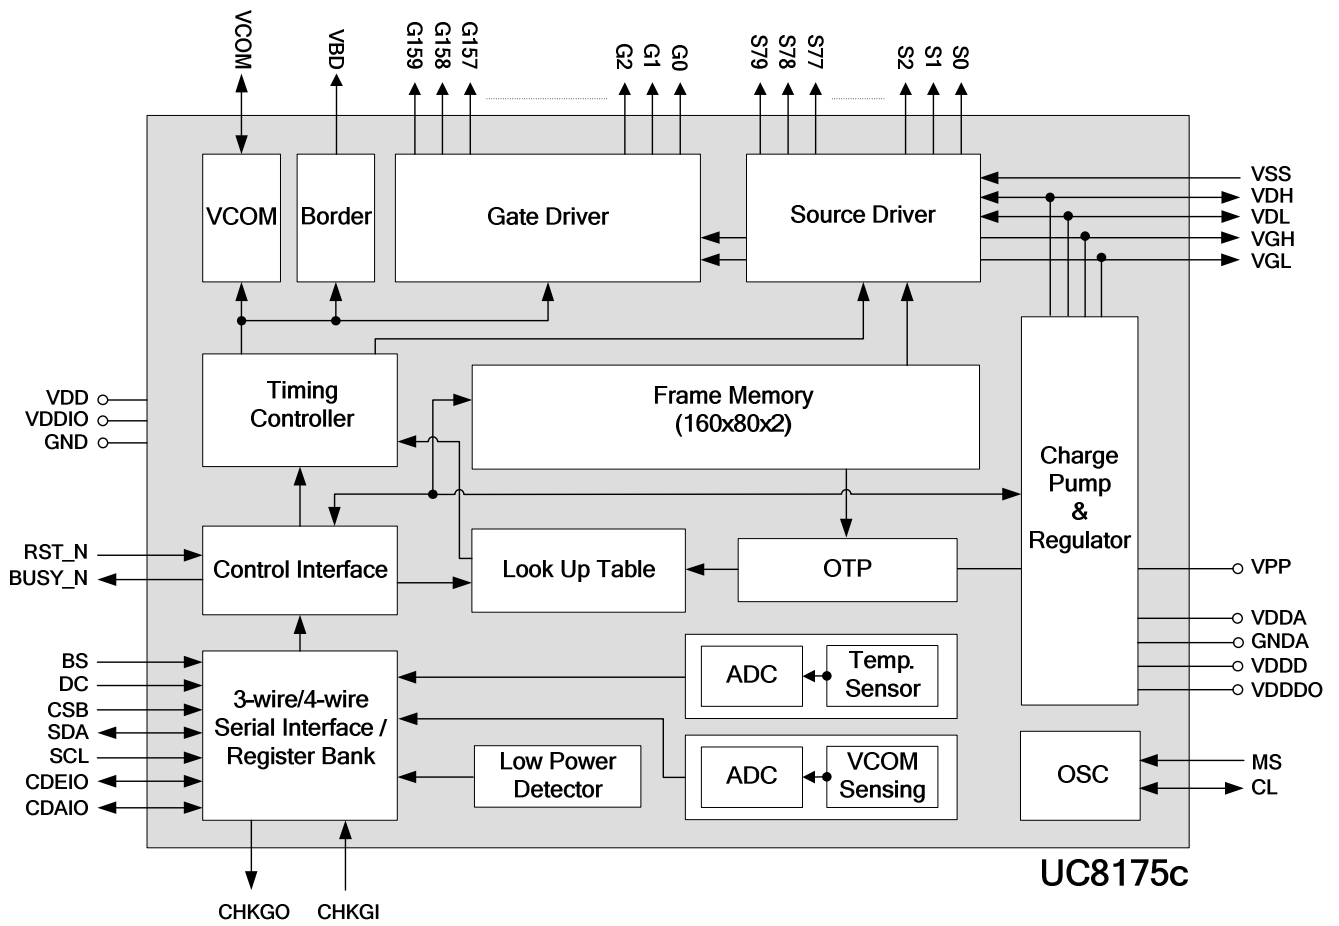 VCOM
VBD
G159
G158
G157
G2
G1
G0
S79
S78
S77
S2
S1
S0
VCOM
Border
Gate Driver
Source Driver
VSS
VDH
VDL
VGH
VGL
VDD
VDDIO
GND
Timing
Controller
Frame Memory
(160x80x2)
Charge
Pump
&
Regulator
RST_N
BUSY_N
Control Interface
Look Up Table
OTP
VPP
VDDA
GNDA
VDDD
VDDDO
BS
DC
CSB
SDA
SCL
CDEIO
CDAIO
3-wire/4-wire
Serial Interface /
Register Bank
ADC
Temp.
Sensor
Low Power
Detector
ADC
VCOM
Sensing
OSC
MS
CL
UC8175c
CHKGO
CHKGI